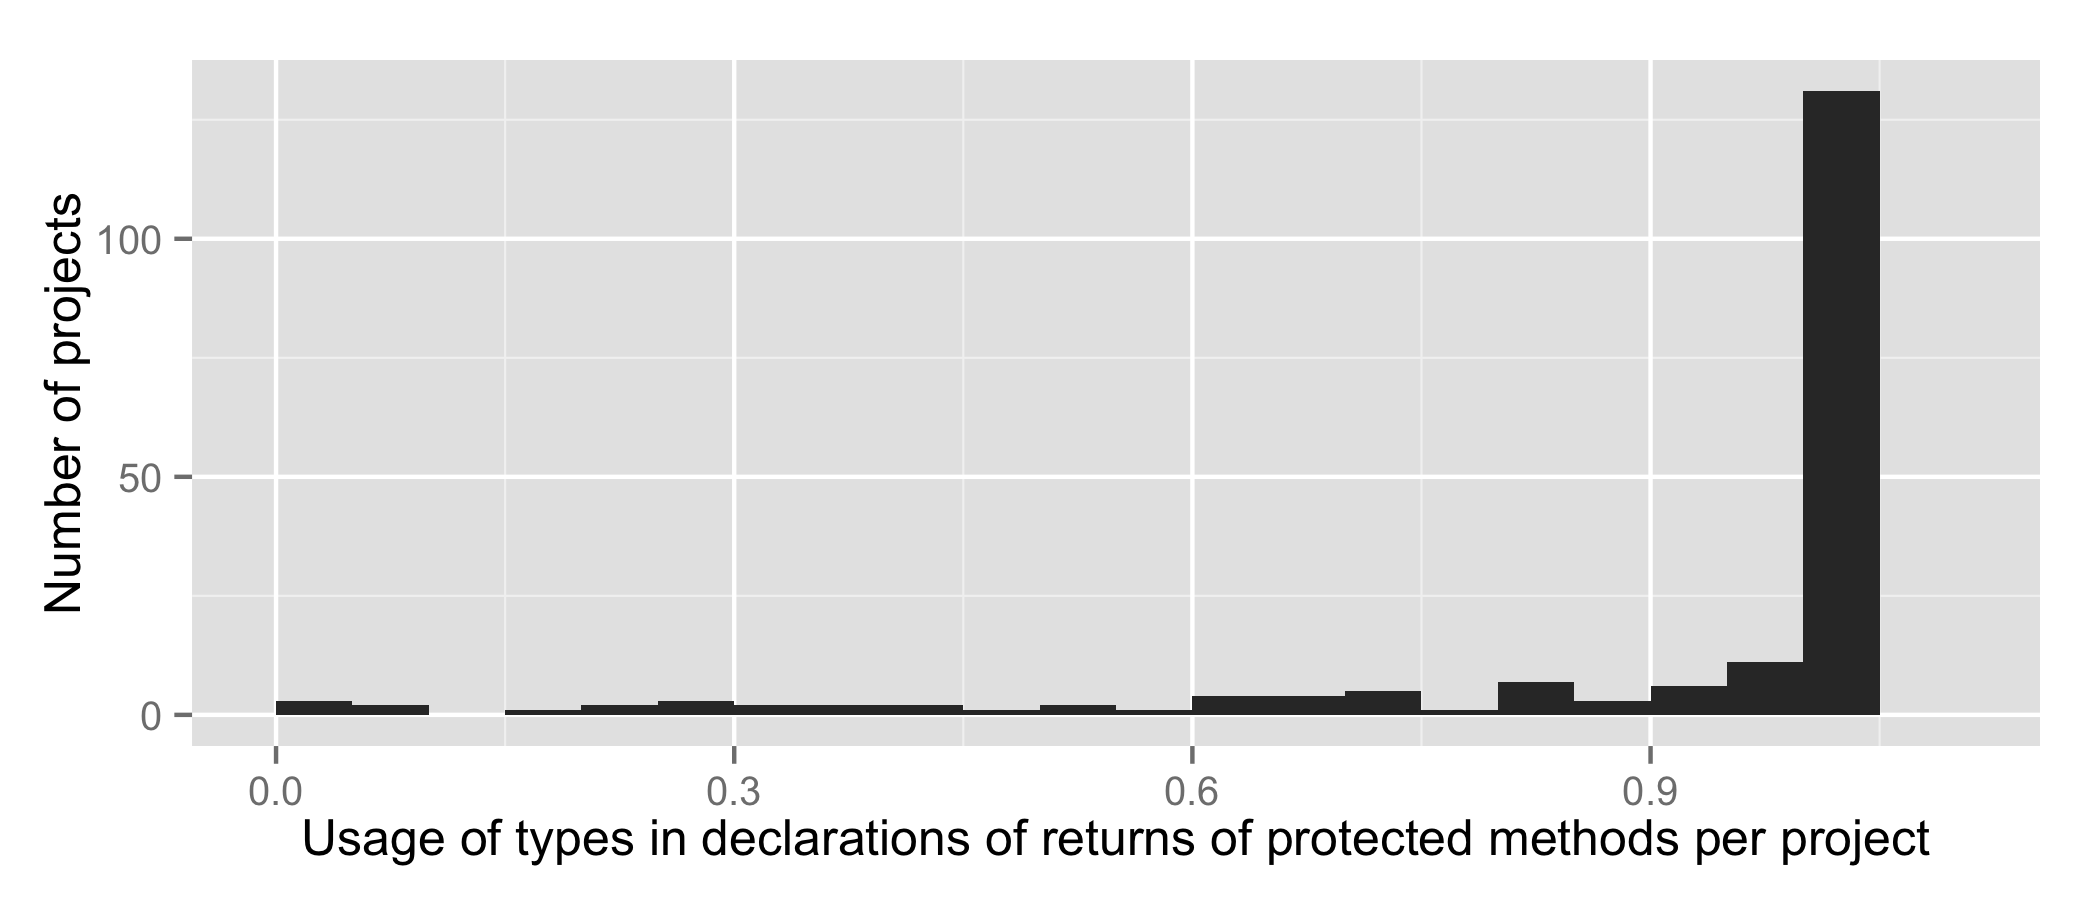 Number of projects
100
50
0
0.0 0.3 0.6 0.9
Usage of types in declarations of returns of protected methods per project